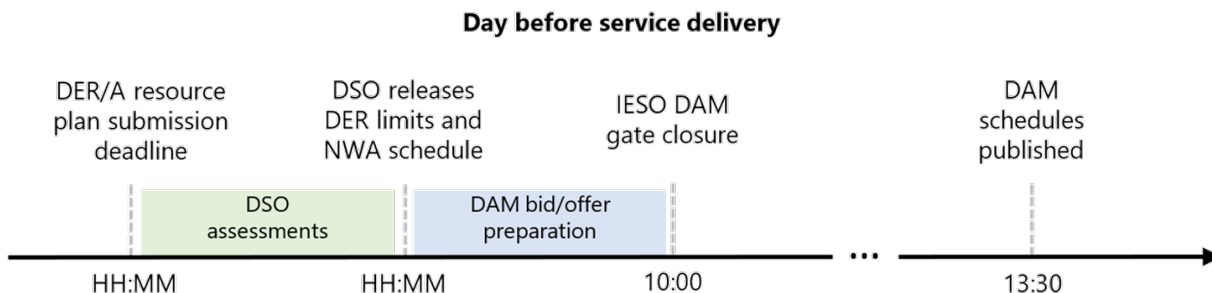 Day before service delivery
DER/A resource
plan submission
deadline
DSO releases
DER limits and
NWA schedule
IESO DAM
gate closure
DAM
schedules
published
DSO
assessments
DAM bid/offer
preparation
...
HH:MM
HH:MM
10:00
13:30